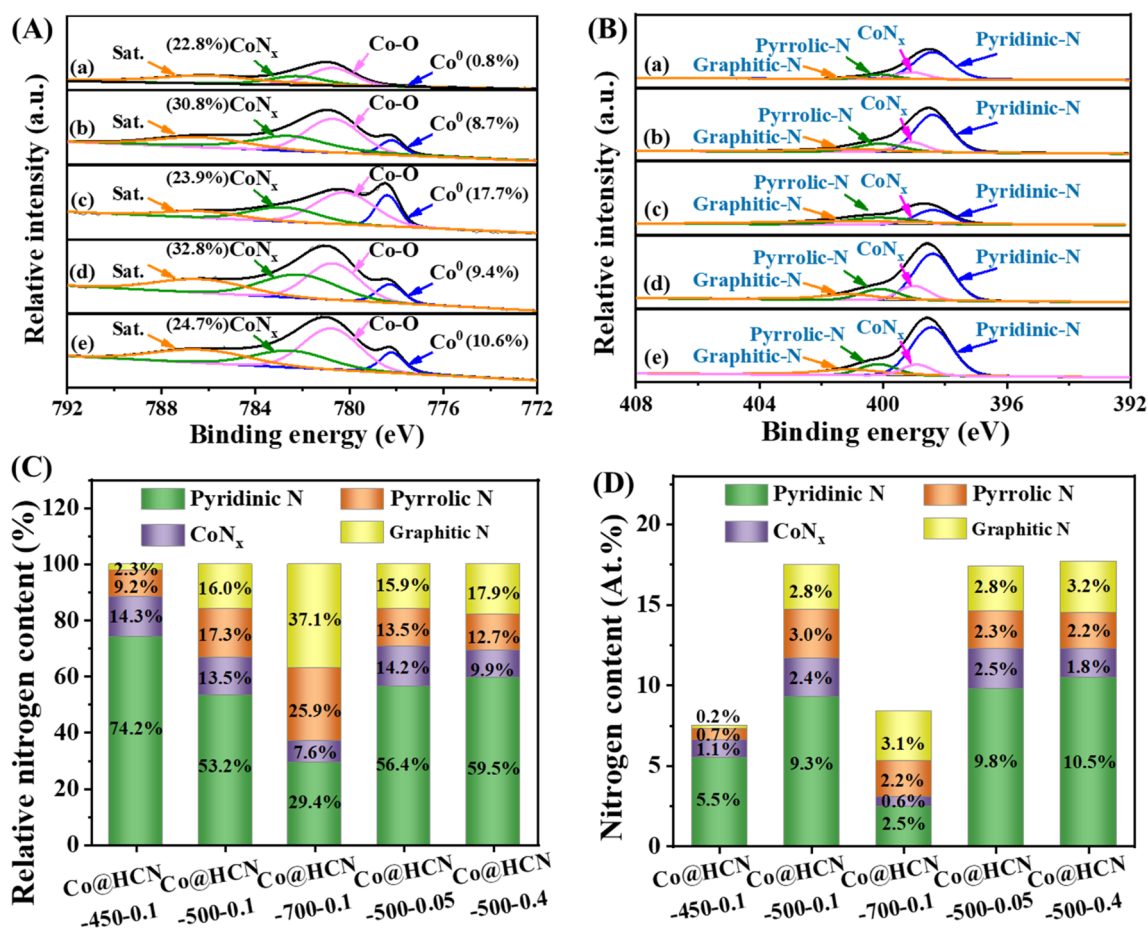 (A)
Relative intensity (a.u.)
(a)
Sat.
(22.8%)CoNx
Co-O
Co0 (0.8%)
(b)
Sat.
(30.8%)CoNx
Co-O
Co0 (8.7%)
(c)
Sat.
(23.9%)CoNx
Co-O
Co0 (17.7%)
(d)
Sat.
(32.8%)CoNx
Co-O
Co0 (9.4%)
(e)
Sat.
(24.7%)CoNx
Co-O
Co0 (10.6%)
792 788 784 780 776 772
Binding energy (eV)
(B)
Relative intensity (a.u.)
(a)
Pyrrolic-N
Graphitic-N
CoNx
Pyridinic-N
(b)
Pyrrolic-N
Graphitic-N
CoNx
Pyridinic-N
(c)
Pyrrolic-N
Graphitic-N
CoNx
Pyridinic-N
(d)
Pyrrolic-N
Graphitic-N
CoNx
Pyridinic-N
(e)
Pyrrolic-N
Graphitic-N
CoNx
Pyridinic-N
408 404 400 396 392
Binding energy (eV)
(C)
Relative nitrogen content (%)
Pyridinic N
Pyrrolic N
CoNx
Graphitic N
120
100
80
60
40
20
0
2.3%
9.2%
14.3%
74.2%
16.0%
17.3%
13.5%
53.2%
37.1%
25.9%
7.6%
29.4%
15.9%
13.5%
14.2%
56.4%
17.9%
12.7%
9.9%
59.5%
Co@HCN
-450-0.1
Co@HCN
-500-0.1
Co@HCN
-700-0.1
Co@HCN
-500-0.05
Co@HCN
-500-0.4
(D)
Nitrogen content (At.%)
Pyridinic N
Pyrrolic N
CoNx
Graphitic N
20
15
10
5
0
0.2%
0.7%
1.1%
5.5%
2.8%
3.0%
2.4%
9.3%
3.1%
2.2%
0.6%
2.5%
2.8%
2.3%
2.5%
9.8%
3.2%
2.2%
1.8%
10.5%
Co@HCN
-450-0.1
Co@HCN
-500-0.1
Co@HCN
-700-0.1
Co@HCN
-500-0.05
Co@HCN
-500-0.4